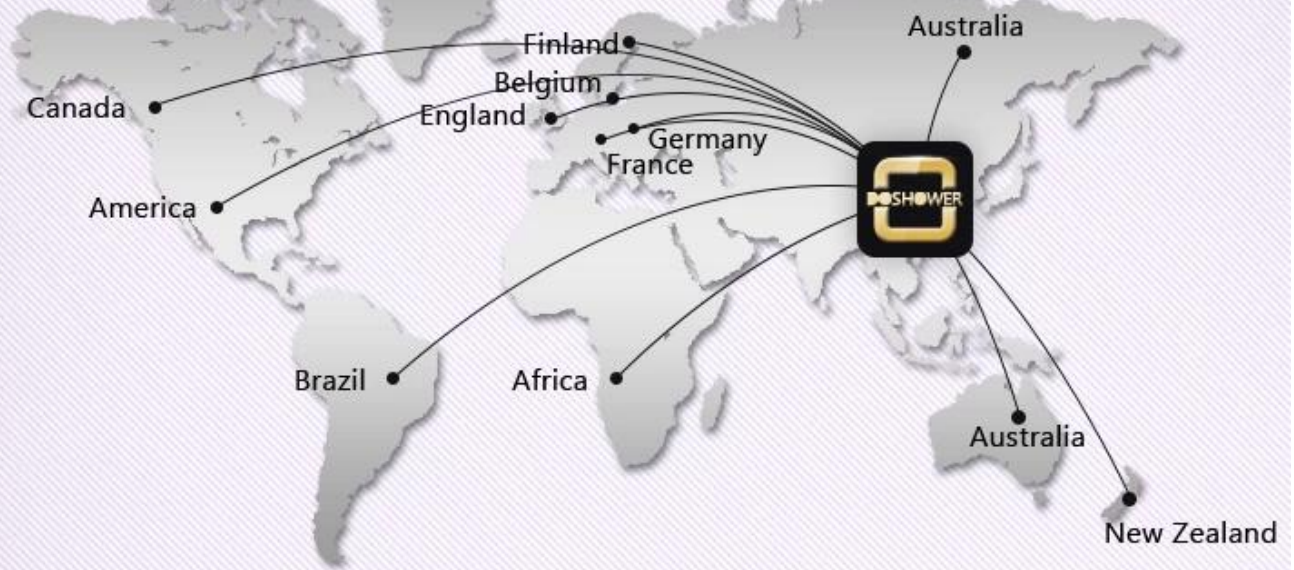 Australia
Finland
Belgium
Canada
England
Germany
France
DOSHOWER
America
Brazil
Africa
Australia
New Zealand